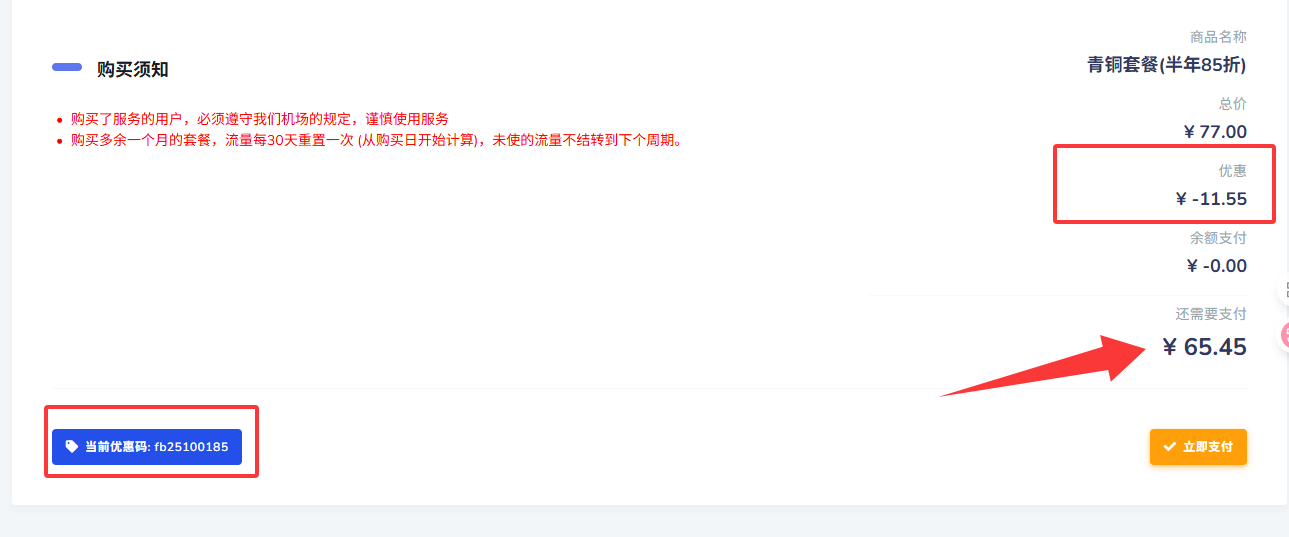 购买须知
购买了服务的用户，必须遵守我们机场的规定，谨慎使用服务
购买多余一个月的套餐，流量每30天重置一次 (从购买日开始计算)，未使的流量不结转到下个周期。
商品名称
青铜套餐(半年85折)
总价
¥ 77.00
优惠
¥ -11.55
余额支付
¥ -0.00
还需要支付
¥ 65.45
当前优惠码: fb25100185
立即支付